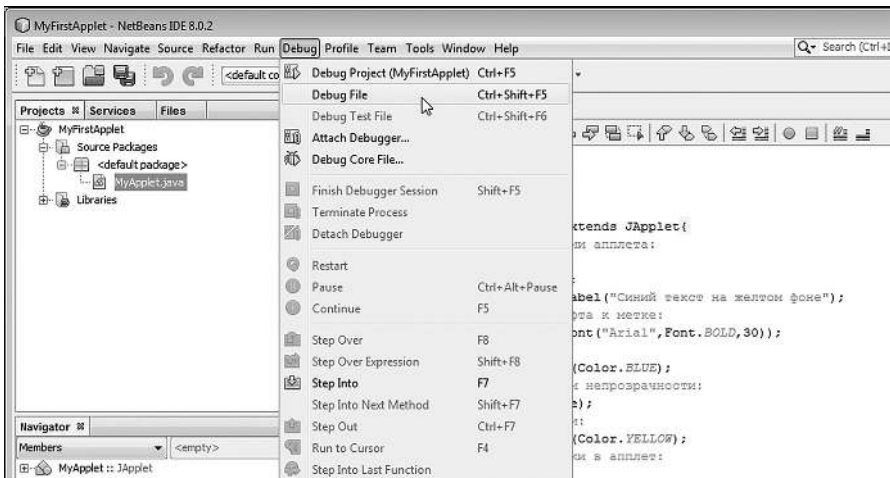 MyFirstApplet - NetBeans IDE 8.0.2
File Edit View Navigate Source Refactor Run Debug Profile Team Tools Window Help
Search (Ctrl+I
<default co
Debug Project (MyFirstApplet) Ctrl+F5
Debug File Ctrl+Shift+F5
Debug Test File Ctrl+Shift+F6
Attach Debugger...
Debug Core File...
Finish Debugger Session Shift+F5
Terminate Process
Detach Debugger
Restart
Pause Ctrl+Alt+Pause
Continue F5
Step Over F8
Step Over Expression Shift+F8
Step Into F7
Step Into Next Method Shift+F7
Step Out Ctrl+F7
Run to Cursor F4
Step Into Last Function
Projects Services Files
MyFirstApplet
Source Packages
<default package>
MyApplet.java
Libraries
Navigator
Members <empty>
MyApplet :: JApplet
tends JApplet{
ии апплета:
abel("Синий текст на желтом фоне");
фта к метке:
ont("Arial",Font.BOLD,30));
(Color.BLUE);
и непрозрачности:
e);
(Color.YELLOW);
ки в апплет: